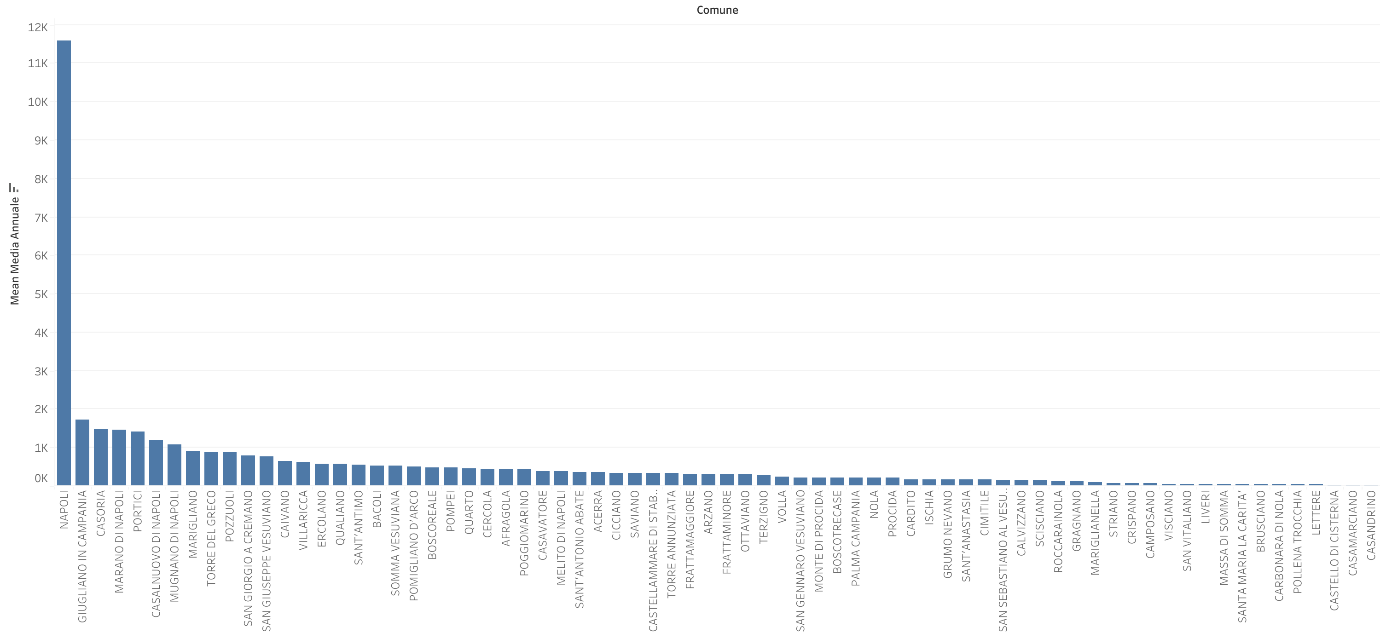 Comune
12K
11K
10K
9K
8K
7K
6K
5K
4K
3K
2K
1K
0K
Mean Media Annuale
NAPOLI
GIUGLIANO IN CAMPANIA
CASORIA
MARANO DI NAPOLI
PORTICI
CASALNUOVO DI NAPOLI
MUGNANO DI NAPOLI
MARIGLIANO
TORRE DEL GRECO
POZZUOLI
SAN GIORGIO A CREMANO
SAN GIUSEPPE VESUVIANO
CAIVANO
VILLARICCA
ERCOLANO
QUALIANO
SANT'ANTIMO
BACOLI
SOMMA VESUVIANA
POMIGLIANO D'ARCO
BOSCOREALE
POMPEI
QUARTO
CERCOLA
AFRAGOLA
POGGIOMARINO
CASAVATORE
MELITO DI NAPOLI
SANT'ANTONIO ABATE
ACERRA
CICCIANO
SAVIANO
CASTELLAMMARE DI STAB..
TORRE ANNUNZIATA
FRATTAMAGGIORE
ARZANO
FRATTAMINORE
OTTAVIANO
TERZIGNO
VOLLA
SAN GENNARO VESUVIANO
MONTE DI PROCIDA
BOSCOTRECASE
PALMA CAMPANIA
NOLA
PROCIDA
CARDITO
ISCHIA
GRUMO NEVANO
SANT'ANASTASIA
CIMITILE
SAN SEBASTIANO AL VESU..
CALVIZZANO
SCISCIANO
ROCCARAINOLA
GRAGNANO
MARIGLIANELLA
STRIANO
CRISPANO
CAMPOSANO
VISCIANO
SAN VITALIANO
LIVERI
MASSA DI SOMMA
SANTA MARIA LA CARITA'
BRUSCIANO
CARBONARA DI NOLA
POLLENA TROCCHIA
LETTERE
CASTELLO DI CISTERNA
CASAMARCIANO
CASANDRINO